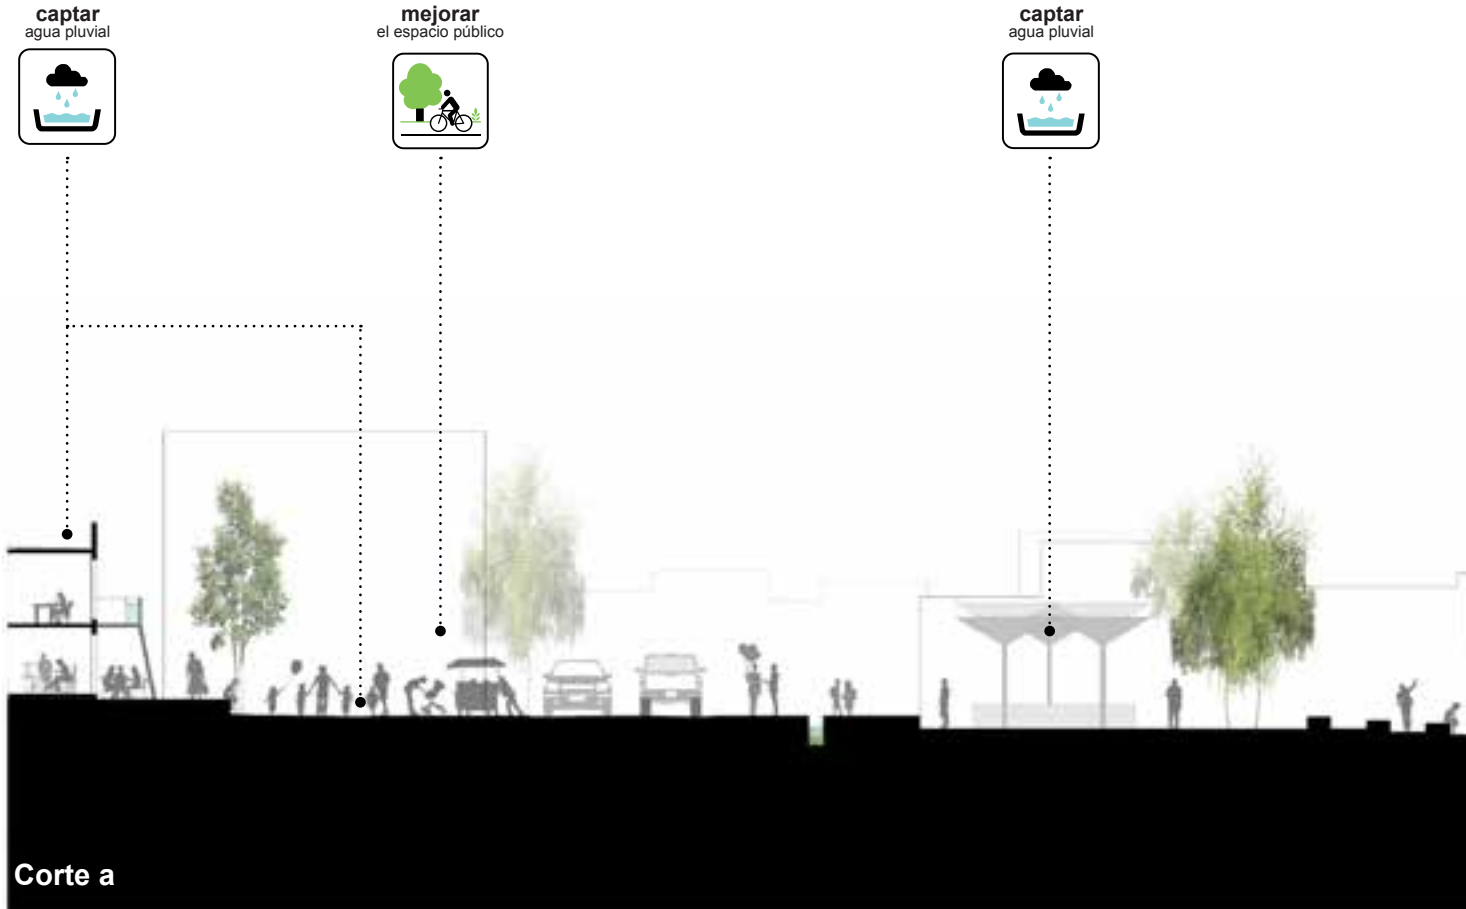 captar
agua pluvial
mejorar
el espacio público
captar
agua pluvial
Corte a